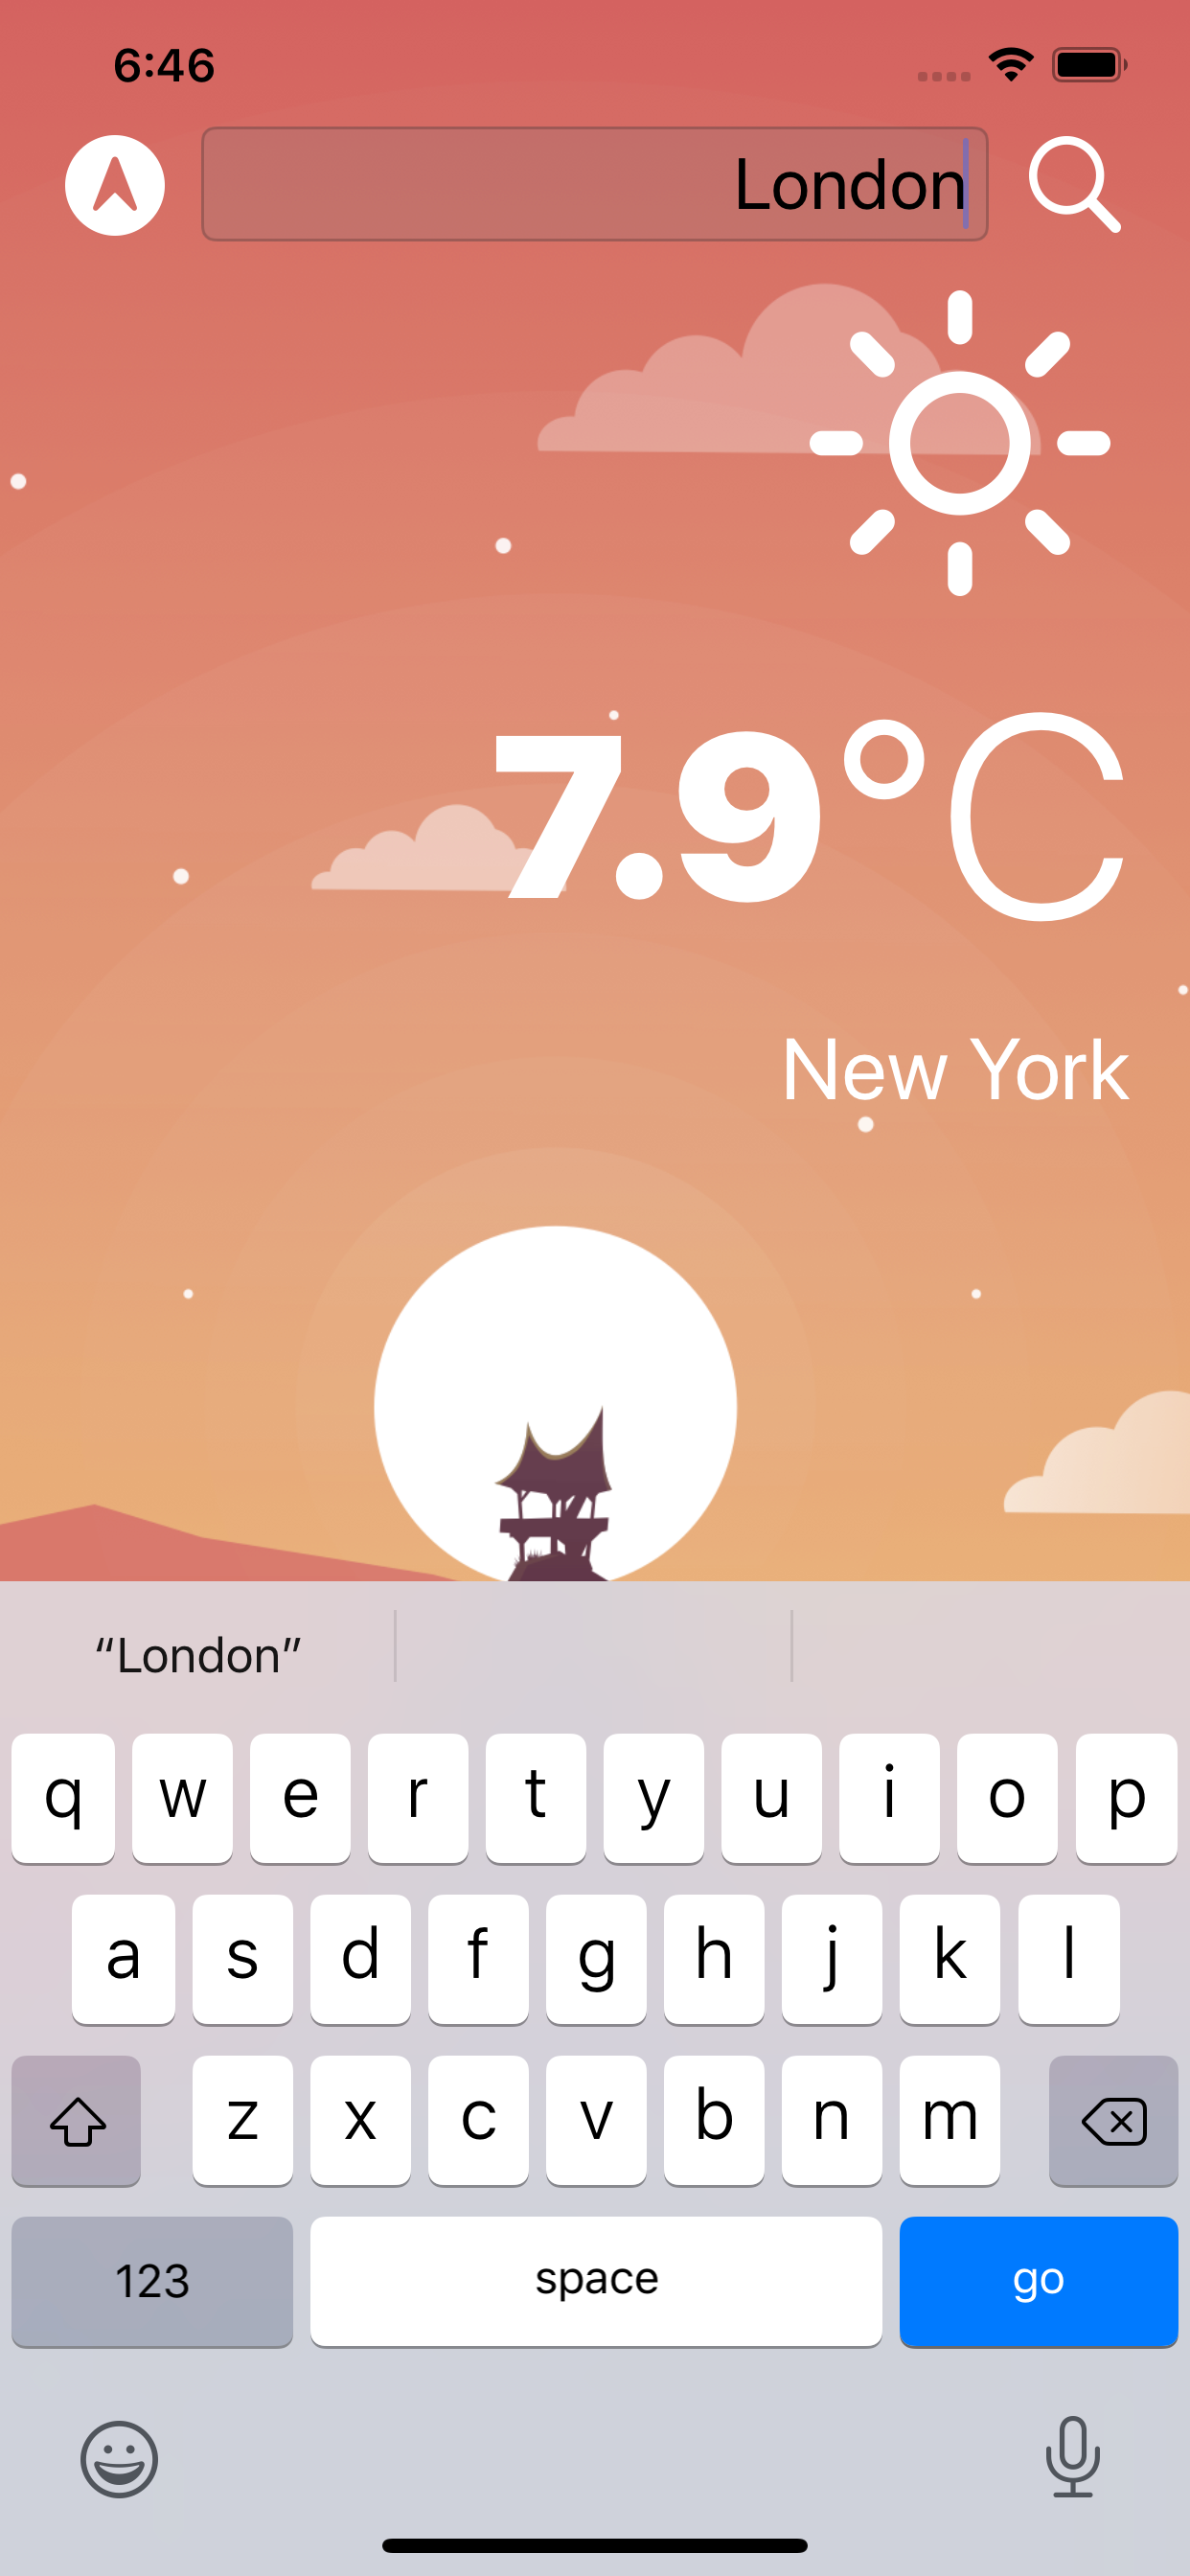 6:46
London
7.9°C
New York
“London”
q w e r t y u i o p
a s d f g h j k l
z x c v b n m
123 space go